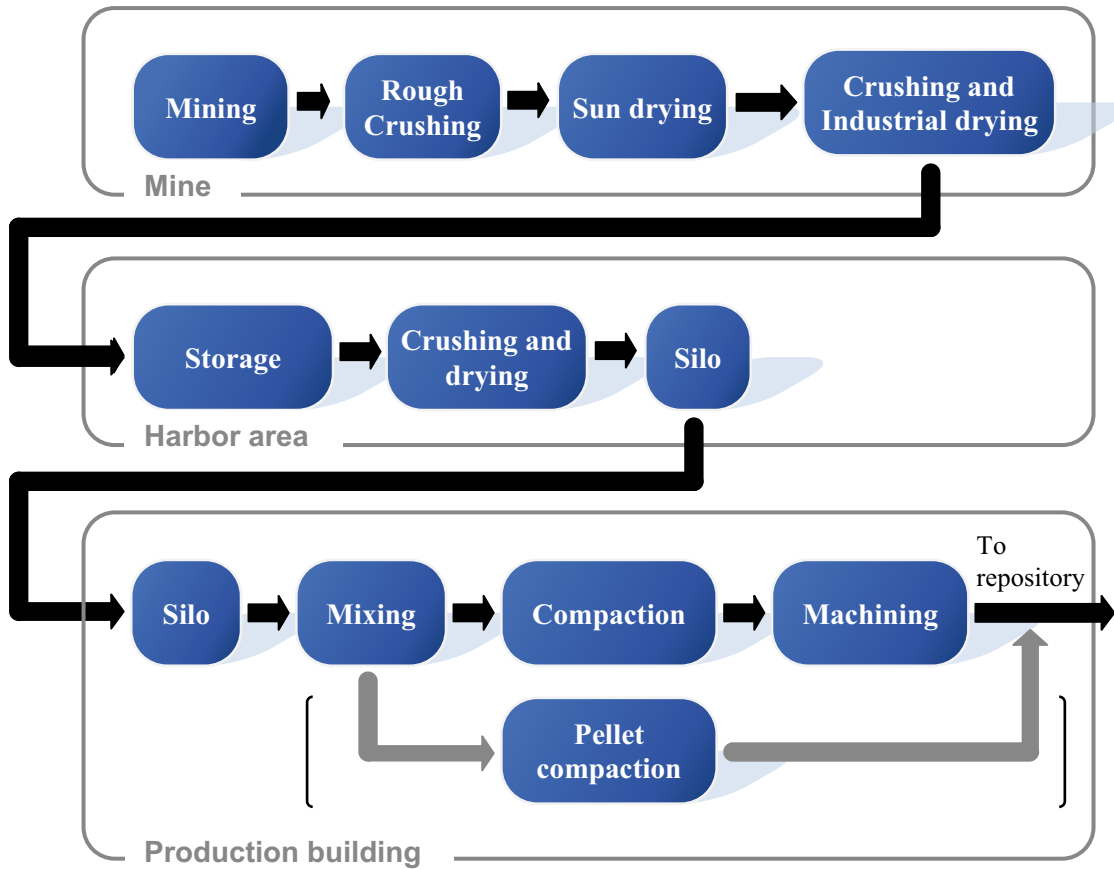 Mining
Rough
Crushing
Sun drying
Crushing and
Industrial drying
Mine
Storage
Crushing and
drying
Silo
Harbor area
To
repository
Silo
Mixing
Compaction
Machining
Pellet
compaction
Production building